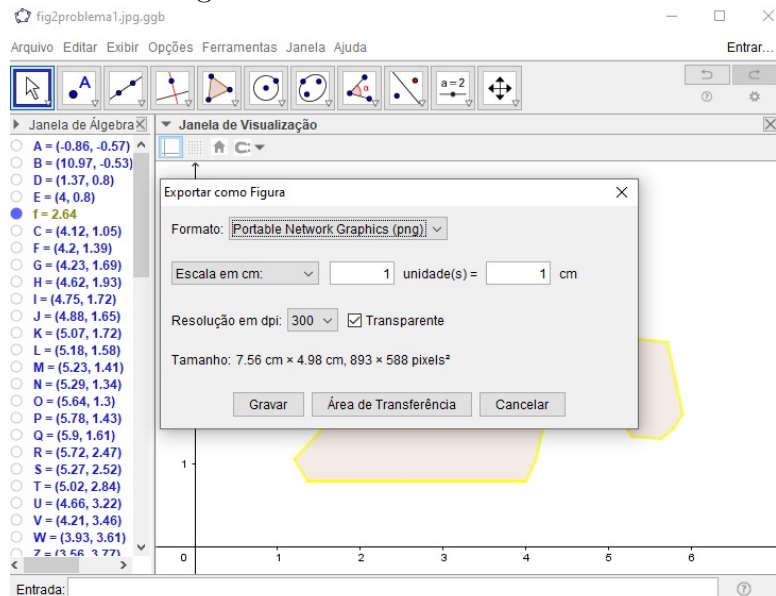 fig2problema1.jpg.ggb
Arquivo Editar Exibir Opções Ferramentas Janela Ajuda Entrar...
A a=2
Janela de Álgebra Janela de Visualização
A = (-0.86, -0.57)
B = (10.97, -0.53)
D = (1.37, 0.8)
E = (4, 0.8)
f = 2.64
C = (4.12, 1.05)
F = (4.2, 1.39)
G = (4.23, 1.69)
H = (4.62, 1.93)
I = (4.75, 1.72)
J = (4.88, 1.65)
K = (5.07, 1.72)
L = (5.18, 1.58)
M = (5.23, 1.41)
N = (5.29, 1.34)
O = (5.64, 1.3)
P = (5.78, 1.43)
Q = (5.9, 1.61)
R = (5.72, 2.47)
S = (5.27, 2.52)
T = (5.02, 2.84)
U = (4.66, 3.22)
V = (4.21, 3.46)
W = (3.93, 3.61)
Z = (3.56, 3.77)
Exportar como Figura
Formato: Portable Network Graphics (png)
Escala em cm: 1 unidade(s) = 1 cm
Resolução em dpi: 300 Transparente
Tamanho: 7.56 cm × 4.98 cm, 893 × 588 pixels²
Gravar Área de Transferência Cancelar
1
0 1 2 3 4 5 6
Entrada: